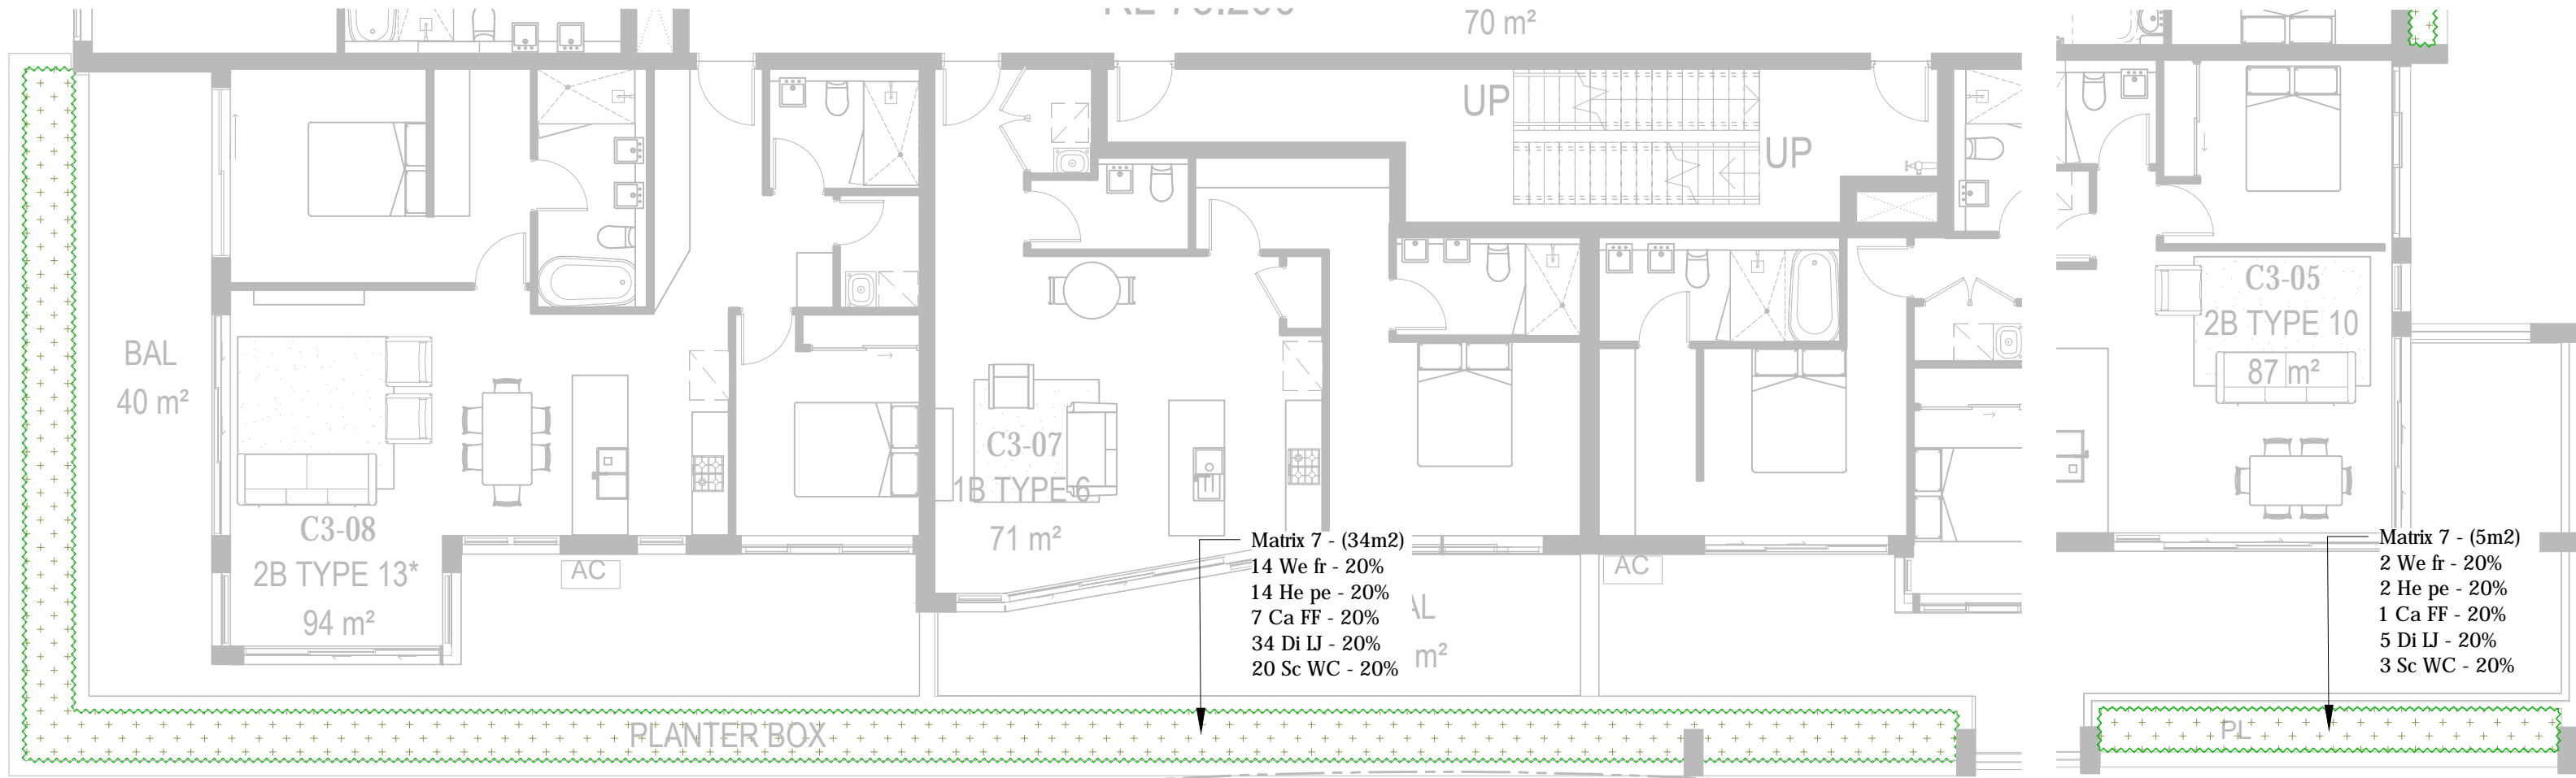 70 m²
UP
UP
BAL
40 m²
C3-08
2B TYPE 13*
94 m²
AC
C3-07
1B TYPE 6
71 m²
Matrix 7 - (34m2)
14 We fr - 20%
14 He pe - 20%
7 Ca FF - 20%
34 Di LJ - 20%
20 Sc WC - 20%
m²
AC
PLANTER BOX
C3-05
2B TYPE 10
87 m²
Matrix 7 - (5m2)
2 We fr - 20%
2 He pe - 20%
1 Ca FF - 20%
5 Di LJ - 20%
3 Sc WC - 20%
PL